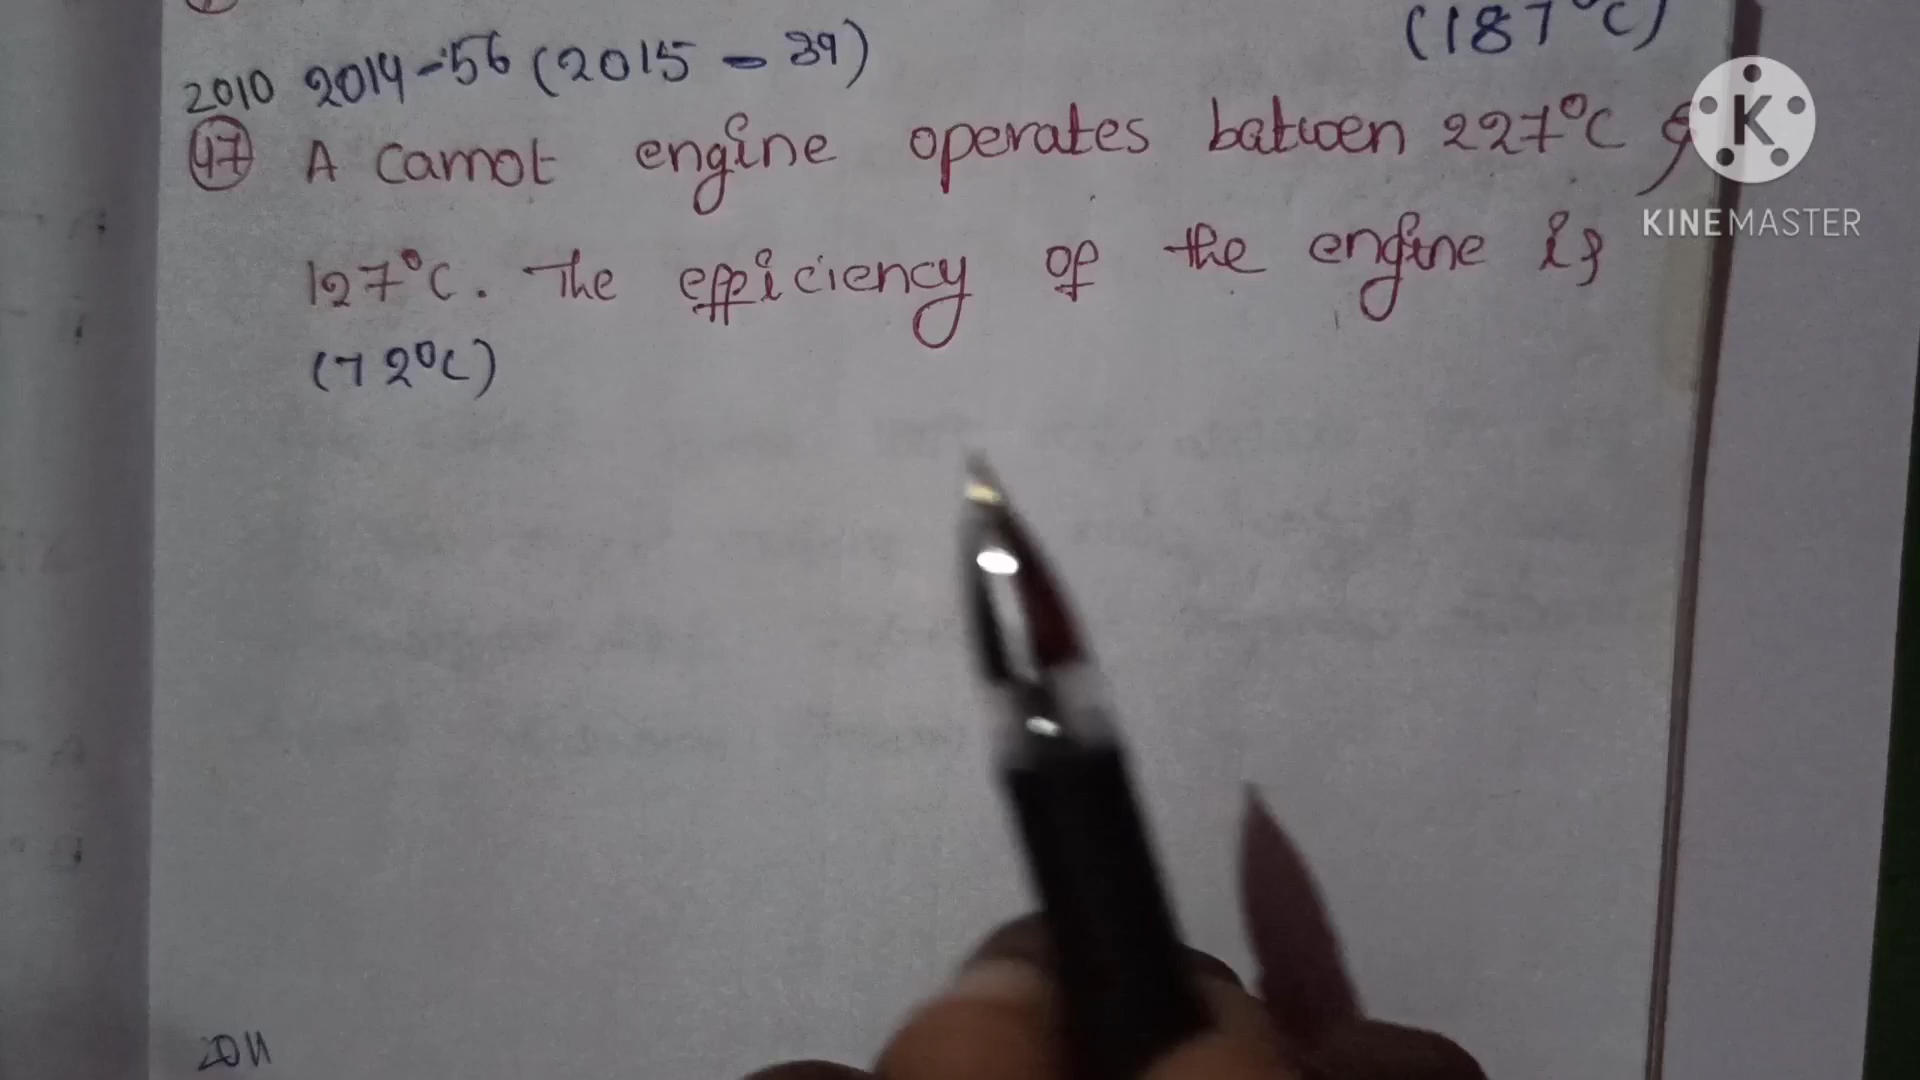 (187°C)
2010 2014-56 (2015 - 39)
47 A carnot engine operates batwen 227°C &
127°C. The efficiency of the engine is
(72°C)
2011
K
KINEMASTER